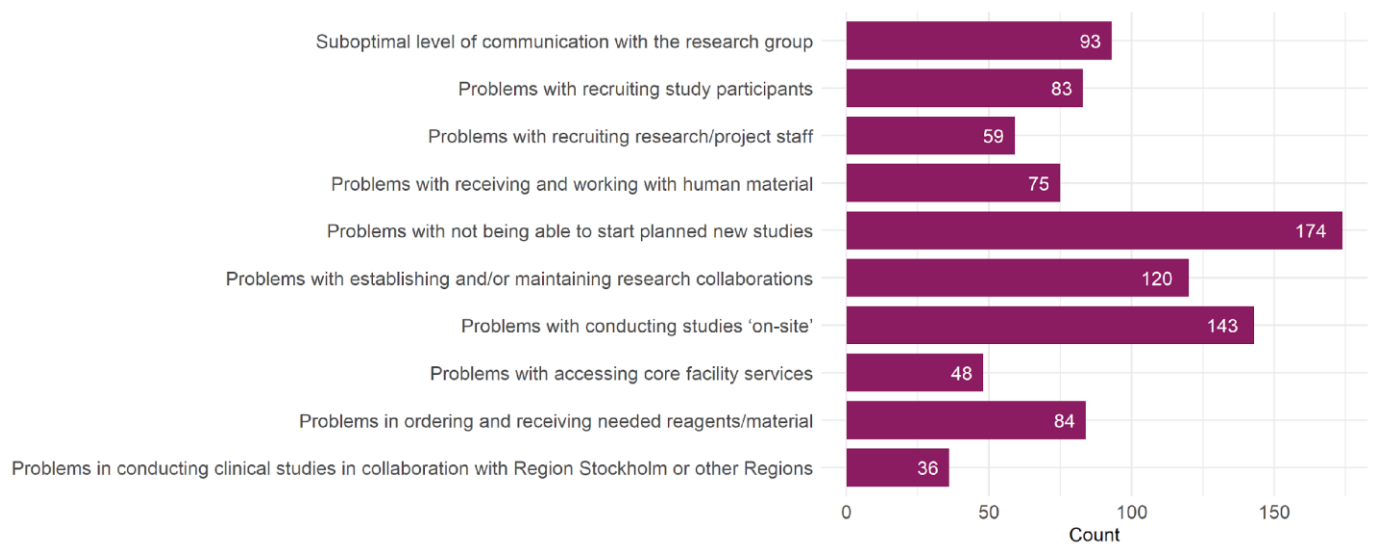 Suboptimal level of communication with the research group 93
Problems with recruiting study participants 83
Problems with recruiting research/project staff 59
Problems with receiving and working with human material 75
Problems with not being able to start planned new studies 174
Problems with establishing and/or maintaining research collaborations 120
Problems with conducting studies ‘on-site’ 143
Problems with accessing core facility services 48
Problems in ordering and receiving needed reagents/material 84
Problems in conducting clinical studies in collaboration with Region Stockholm or other Regions 36
0 50 100 150
Count